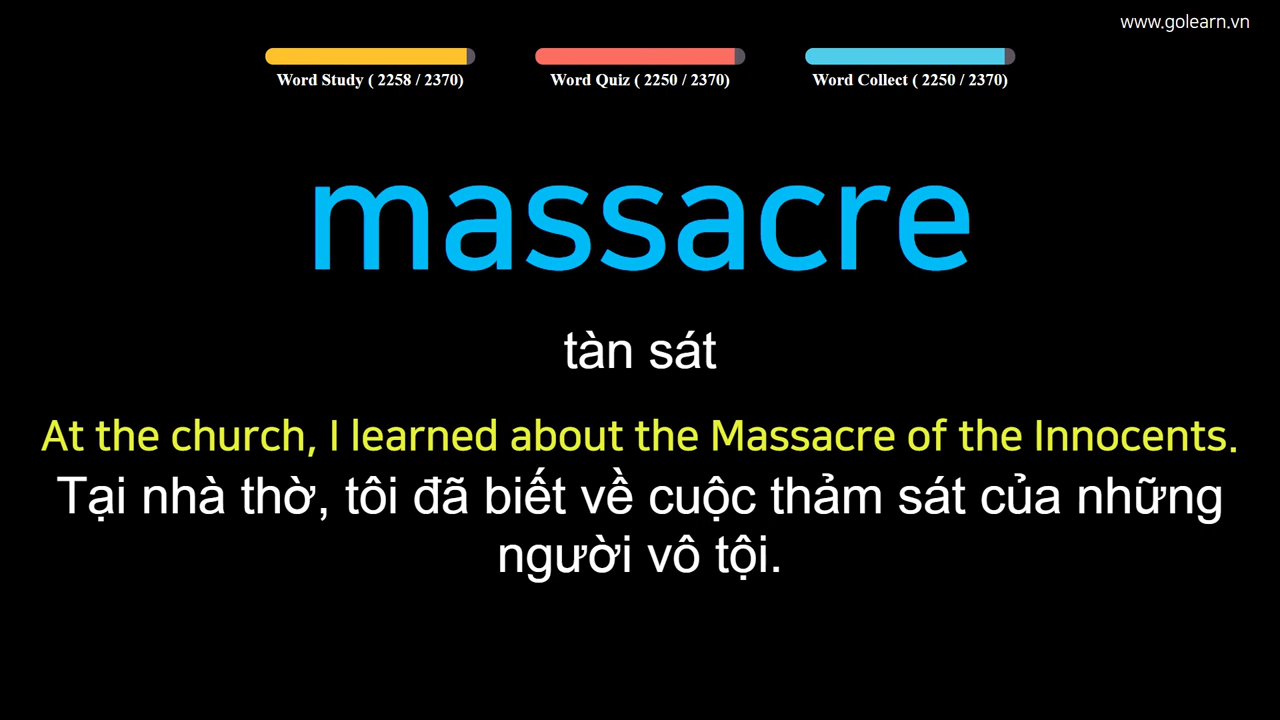 www.golearn.vn
Word Study ( 2258 / 2370)
Word Quiz ( 2250 / 2370)
Word Collect ( 2250 / 2370)
massacre
tàn sát
At the church, I learned about the Massacre of the Innocents.
Tại nhà thờ, tôi đã biết về cuộc thảm sát của những
người vô tội.